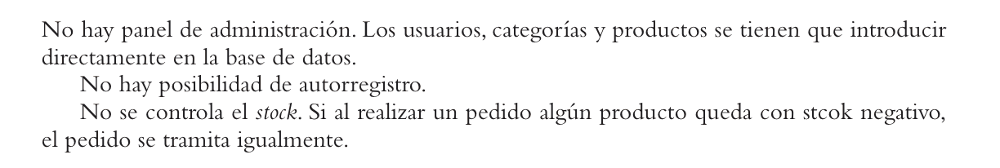 No hay panel de administración. Los usuarios, categorías y productos se tienen que introducir
directamente en la base de datos.
No hay posibilidad de autorregistro.
No se controla el stock. Si al realizar un pedido algún producto queda con stcok negativo,
el pedido se tramita igualmente.